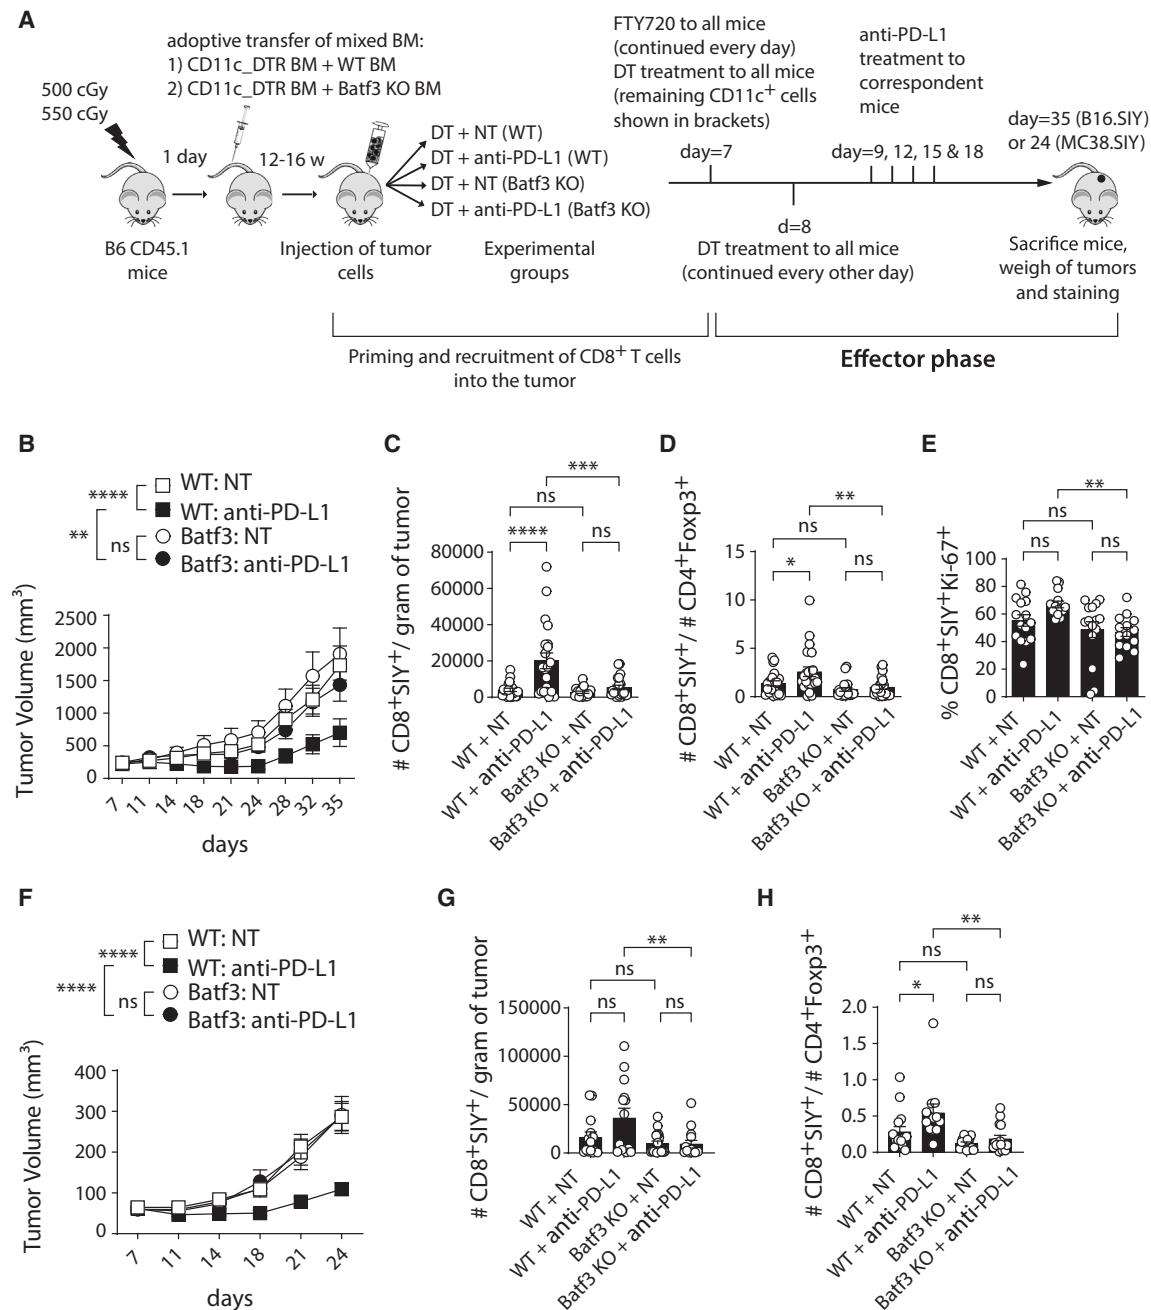 A
adoptive transfer of mixed BM:
1) CD11c_DTR BM + WT BM
2) CD11c_DTR BM + Batf3 KO BM
500 cGy
550 cGy
1 day
12-16 w
B6 CD45.1
mice
Injection of tumor
cells
DT + NT (WT)
DT + anti-PD-L1 (WT)
DT + NT (Batf3 KO)
DT + anti-PD-L1 (Batf3 KO)
Experimental
groups
FTY720 to all mice
(continued every day)
DT treatment to all mice
(remaining CD11c⁺ cells
shown in brackets)
day=7
d=8
DT treatment to all mice
(continued every other day)
anti-PD-L1
treatment to
correspondent
mice
day=9, 12, 15 & 18
day=35 (B16.SIY)
or 24 (MC38.SIY)
Sacrifice mice,
weigh of tumors
and staining
Priming and recruitment of CD8⁺ T cells
into the tumor
Effector phase
B
WT: NT
WT: anti-PD-L1
Batf3: NT
Batf3: anti-PD-L1
****
**
ns
Tumor Volume (mm³)
2500
2000
1500
1000
500
0
7 11 14 18 21 24 28 32 35
days
C
***
ns
**** ns
# CD8⁺SIY⁺/ gram of tumor
80000
60000
40000
20000
0
WT + NT
WT + anti-PD-L1
Batf3 KO + NT
Batf3 KO + anti-PD-L1
D
**
ns
* ns
# CD8⁺SIY⁺/ # CD4⁺Foxp3⁺
15
10
5
0
WT + NT
WT + anti-PD-L1
Batf3 KO + NT
Batf3 KO + anti-PD-L1
E
**
ns
ns ns
% CD8⁺SIY⁺Ki-67⁺
100
80
60
40
20
0
WT + NT
WT + anti-PD-L1
Batf3 KO + NT
Batf3 KO + anti-PD-L1
F
WT: NT
WT: anti-PD-L1
Batf3: NT
Batf3: anti-PD-L1
****
****
ns
Tumor Volume (mm³)
400
300
200
100
0
7 11 14 18 21 24
days
G
**
ns
ns ns
# CD8⁺SIY⁺/ gram of tumor
150000
100000
50000
0
WT + NT
WT + anti-PD-L1
Batf3 KO + NT
Batf3 KO + anti-PD-L1
H
**
ns
* ns
# CD8⁺SIY⁺/ # CD4⁺Foxp3⁺
2.0
1.5
1.0
0.5
0.0
WT + NT
WT + anti-PD-L1
Batf3 KO + NT
Batf3 KO + anti-PD-L1